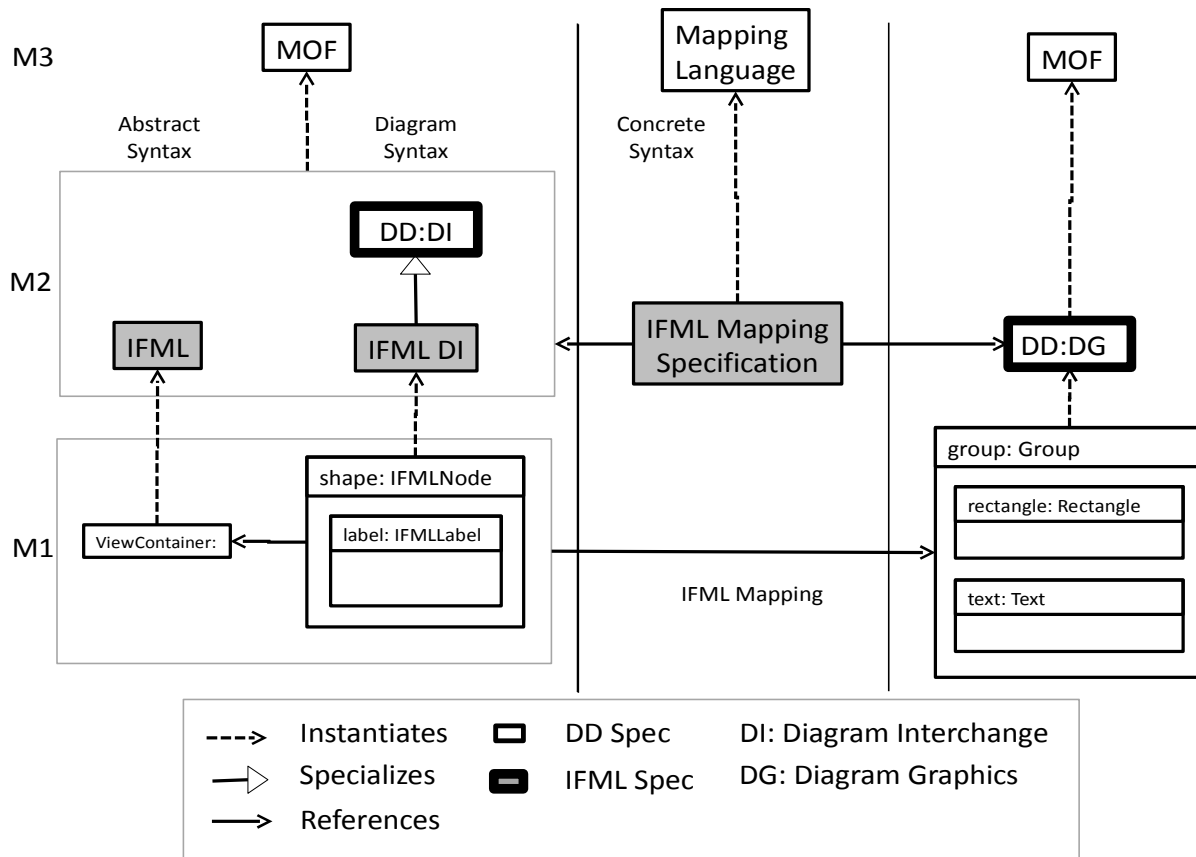 M3
MOF
Mapping
Language
MOF
Abstract
Syntax
Diagram
Syntax
Concrete
Syntax
M2
DD:DI
IFML
IFML DI
IFML Mapping
Specification
DD:DG
M1
ViewContainer:
shape: IFMLNode
label: IFMLLabel
IFML Mapping
group: Group
rectangle: Rectangle
text: Text
Instantiates
DD Spec
DI: Diagram Interchange
Specializes
IFML Spec
DG: Diagram Graphics
References